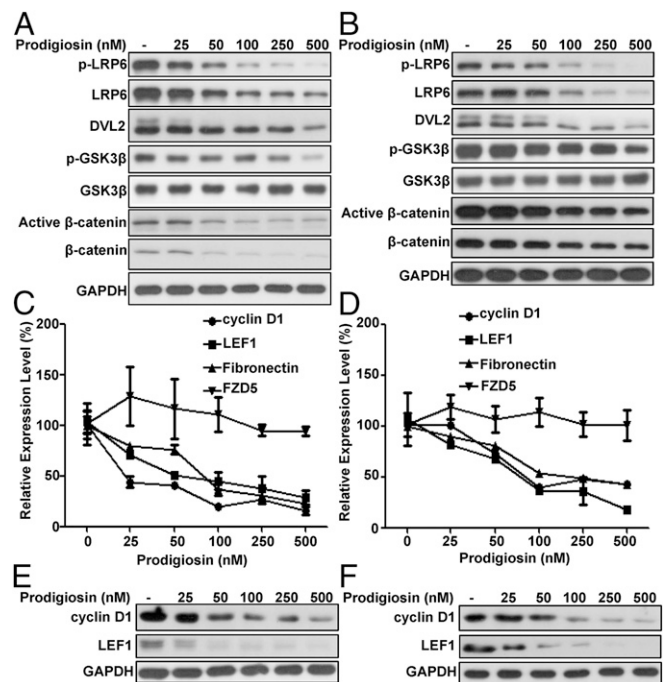 A
Prodigiosin (nM) - 25 50 100 250 500
p-LRP6
LRP6
DVL2
p-GSK3β
GSK3β
Active β-catenin
β-catenin
GAPDH
B
Prodigiosin (nM) - 25 50 100 250 500
p-LRP6
LRP6
DVL2
p-GSK3β
GSK3β
Active β-catenin
β-catenin
GAPDH
C
Relative Expression Level (%)
200
150
100
50
0
cyclin D1
LEF1
Fibronectin
FZD5
0 25 50 100 250 500
Prodigiosin (nM)
D
Relative Expression Level (%)
200
150
100
50
0
cyclin D1
LEF1
Fibronectin
FZD5
0 25 50 100 250 500
Prodigiosin (nM)
E
Prodigiosin (nM) - 25 50 100 250 500
cyclin D1
LEF1
GAPDH
F
Prodigiosin (nM) - 25 50 100 250 500
cyclin D1
LEF1
GAPDH